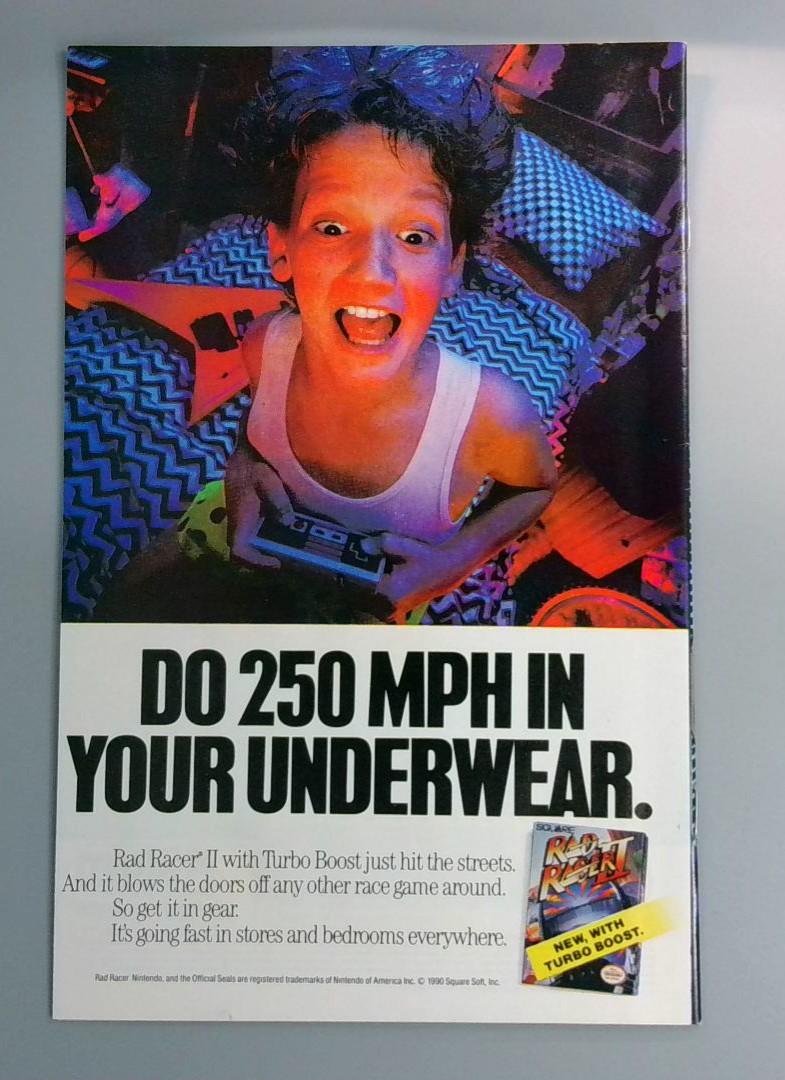 DO 250 MPH IN
YOUR UNDERWEAR.
Rad Racer® II with Turbo Boost just hit the streets.
And it blows the doors off any other race game around.
So get it in gear.
It's going fast in stores and bedrooms everywhere.
SQUARE
RAD
RACER II
NEW, WITH
TURBO BOOST.
Rad Racer Nintendo, and the Official Seals are registered trademarks of Nintendo of America Inc. © 1990 Square Soft, Inc.